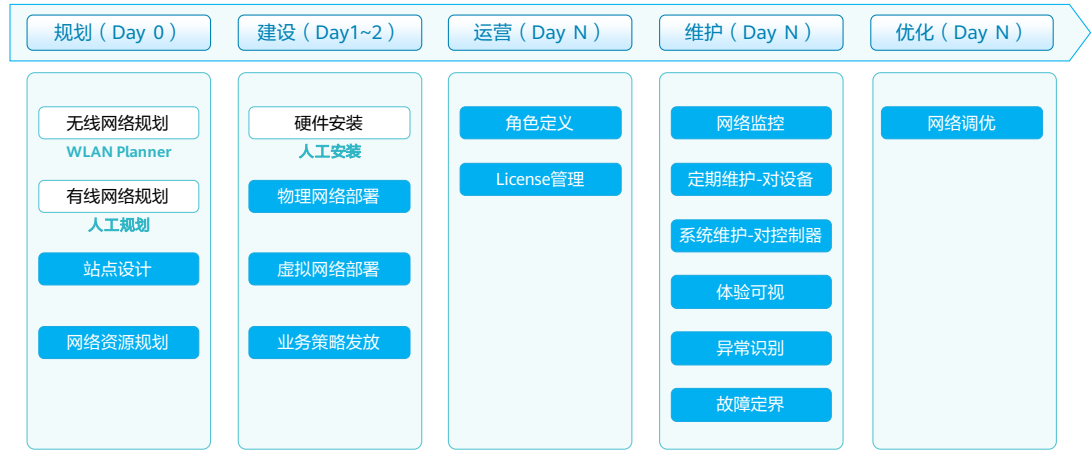 规划（Day 0）
建设（Day1~2）
运营（Day N）
维护（Day N）
优化（Day N）
无线网络规划
WLAN Planner
有线网络规划
人工规划
站点设计
网络资源规划
硬件安装
人工安装
物理网络部署
虚拟网络部署
业务策略发放
角色定义
License管理
网络监控
定期维护-对设备
系统维护-对控制器
体验可视
异常识别
故障定界
网络调优